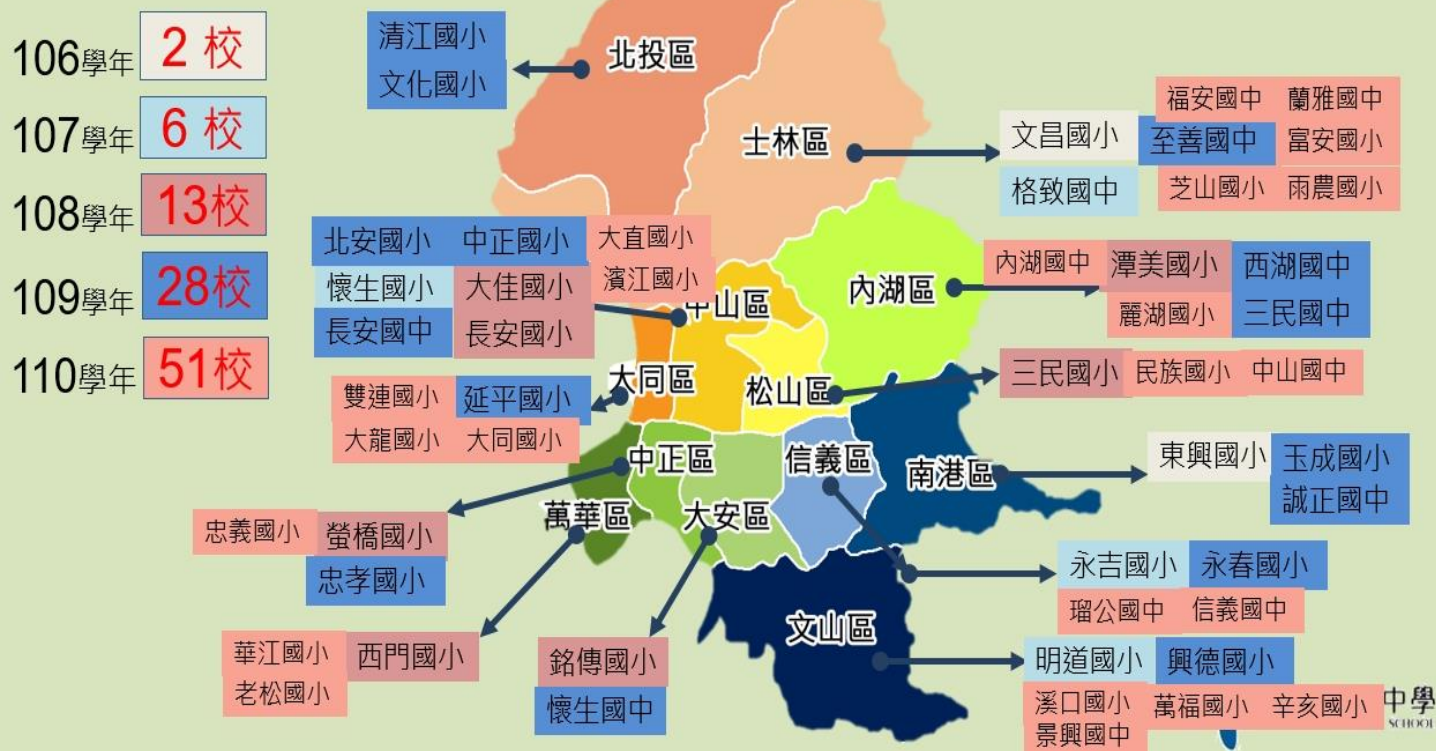 106學年 2 校
107學年 6 校
108學年 13校
109學年 28校
110學年 51校
北投區
清江國小
文化國小
士林區
福安國中 蘭雅國中
文昌國小 至善國中 富安國小
格致國中 芝山國小 雨農國小
北安國小 中正國小 大直國小
懷生國小 大佳國小 濱江國小
長安國中 長安國小
中山區
內湖區
內湖國中 潭美國小 西湖國中
麗湖國小 三民國中
大同區
雙連國小 延平國小
大龍國小 大同國小
松山區
三民國小 民族國小 中山國中
中正區
忠義國小 螢橋國小
忠孝國小
信義區
永吉國小 永春國小
瑠公國中 信義國中
南港區
東興國小 玉成國小
誠正國中
萬華區
華江國小 西門國小
老松國小
大安區
銘傳國小
懷生國中
文山區
明道國小 興德國小
溪口國小 萬福國小 辛亥國小
景興國中
中學
SCHOOL